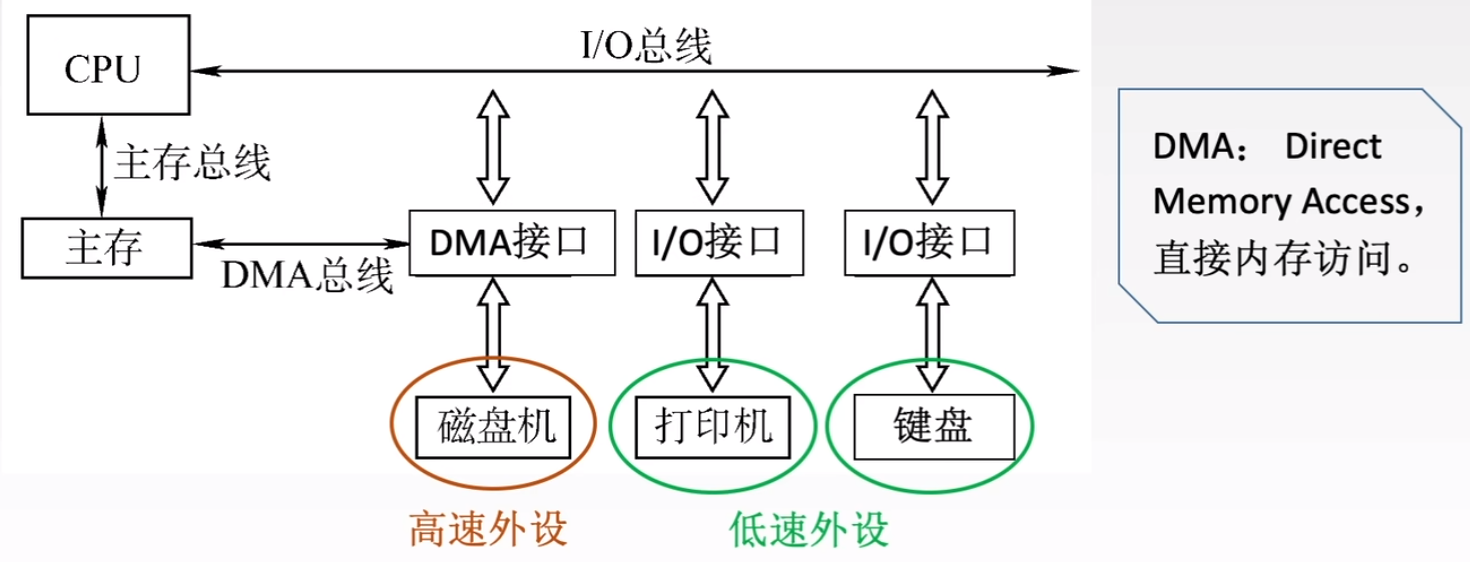 CPU
I/O总线
主存总线
主存
DMA总线
DMA接口
I/O接口
I/O接口
磁盘机
打印机
键盘
高速外设
低速外设
DMA： Direct
Memory Access，
直接内存访问。